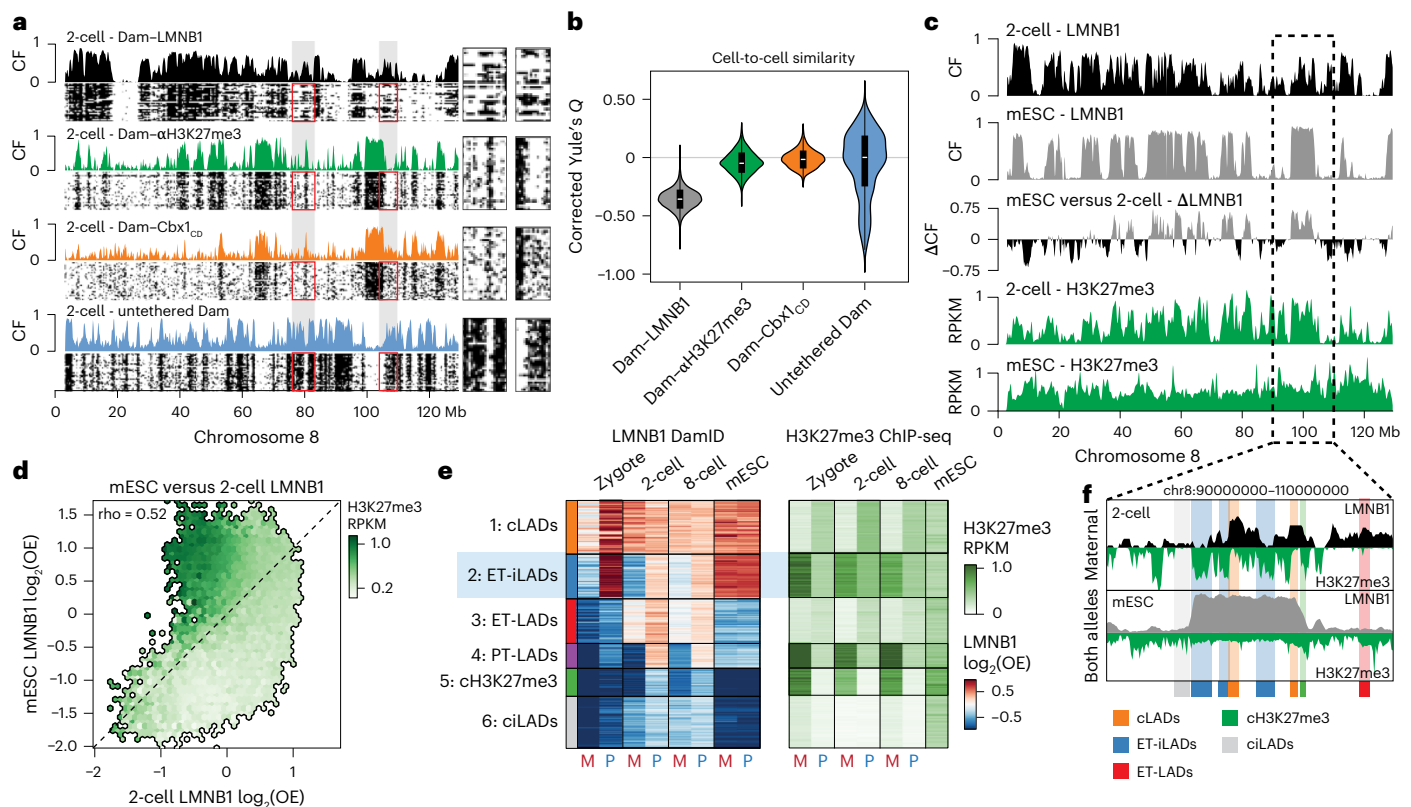 a
2-cell - Dam–LMNB1
CF
1
0
2-cell - Dam–αH3K27me3
CF
1
0
2-cell - Dam–Cbx1CD
CF
1
0
2-cell - untethered Dam
CF
1
0
0 20 40 60 80 100 120 Mb
Chromosome 8
b
Cell-to-cell similarity
Corrected Yule's Q
0.50
0
−0.50
−1.00
Dam–LMNB1
Dam–αH3K27me3
Dam–Cbx1CD
Untethered Dam
c
2-cell - LMNB1
CF
1
0
mESC - LMNB1
CF
1
0
mESC versus 2-cell - ΔLMNB1
ΔCF
0.75
0
−0.75
2-cell - H3K27me3
RPKM
1
0
mESC - H3K27me3
RPKM
1
0
0 20 40 60 80 100 120 Mb
Chromosome 8
d
mESC versus 2-cell LMNB1
rho = 0.52
mESC LMNB1 log2(OE)
1.5
1.0
0.5
0
−0.5
−1.0
−1.5
−2.0
−2 −1 0 1
2-cell LMNB1 log2(OE)
H3K27me3
RPKM
1.0
0.2
e
LMNB1 DamID
H3K27me3 ChIP-seq
Zygote 2-cell 8-cell mESC
Zygote 2-cell 8-cell mESC
1: cLADs
2: ET-iLADs
3: ET-LADs
4: PT-LADs
5: cH3K27me3
6: ciLADs
M P M P M P M P
M P M P M P
H3K27me3
RPKM
1.0
0
LMNB1
log2(OE)
0.5
−0.5
f
chr8:90000000–110000000
Both alleles Maternal
2-cell
LMNB1
H3K27me3
mESC
LMNB1
H3K27me3
cLADs
ET-iLADs
ET-LADs
cH3K27me3
ciLADs